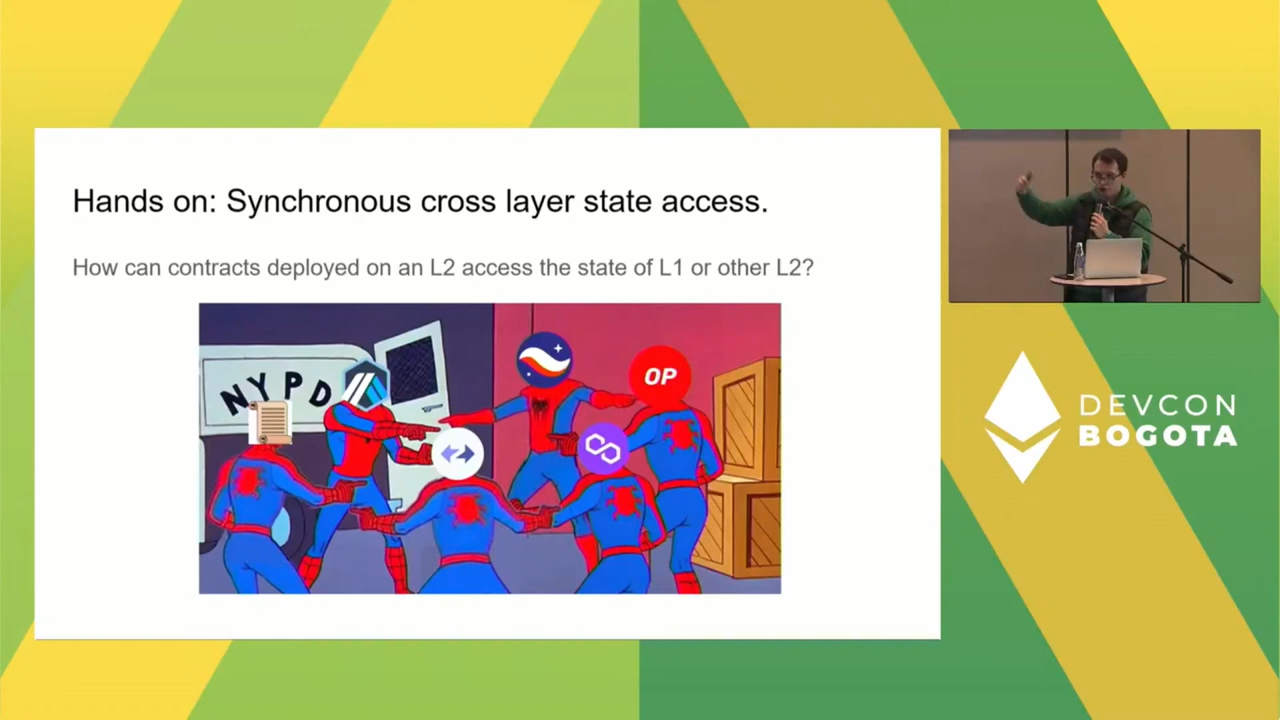 Hands on: Synchronous cross layer state access.
How can contracts deployed on an L2 access the state of L1 or other L2?
NYPD
OP
DEVCON
BOGOTA